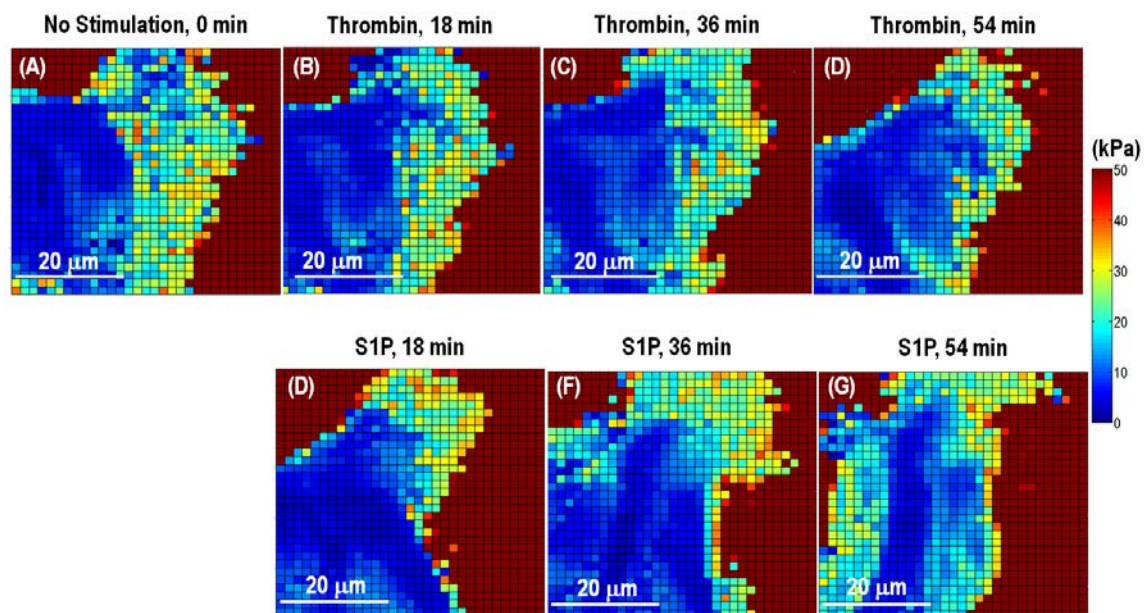 No Stimulation, 0 min
Thrombin, 18 min
Thrombin, 36 min
Thrombin, 54 min
(A)
(B)
(C)
(D)
20 μm
20 μm
20 μm
20 μm
(kPa)
50
40
30
20
10
0
S1P, 18 min
S1P, 36 min
S1P, 54 min
(D)
(F)
(G)
20 μm
20 μm
20 μm